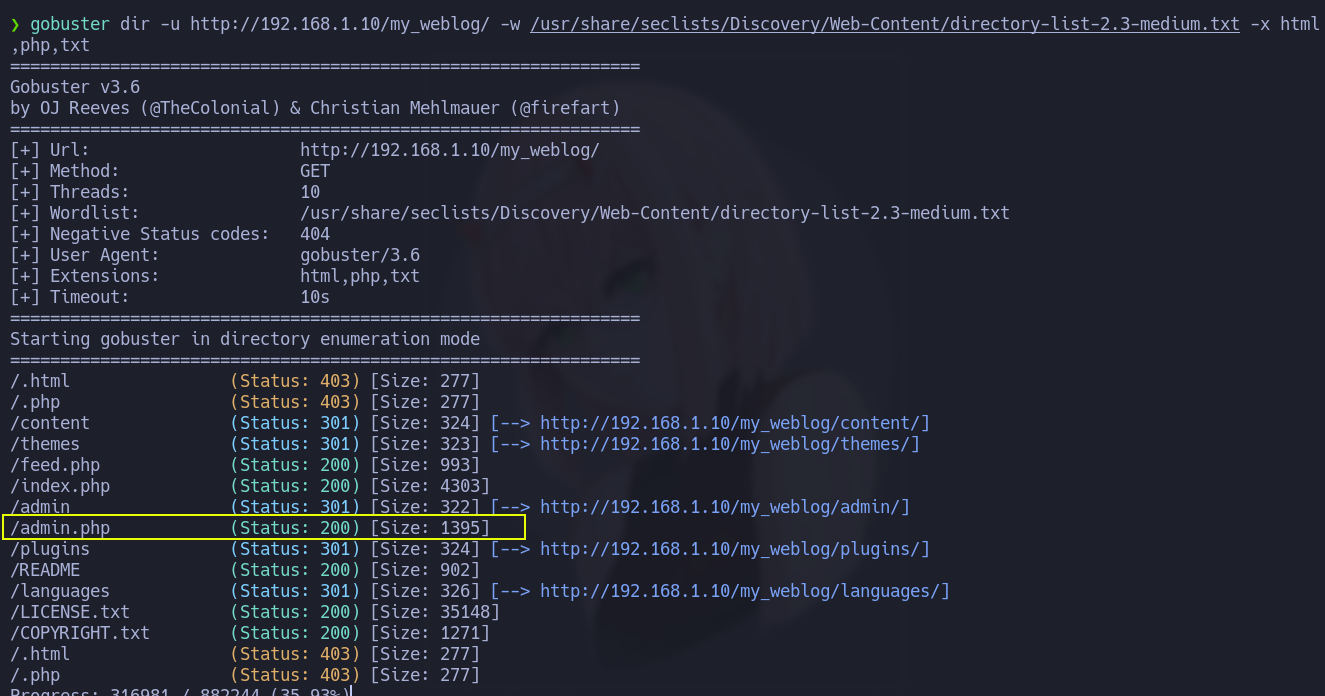 ❯ gobuster dir -u http://192.168.1.10/my_weblog/ -w /usr/share/seclists/Discovery/Web-Content/directory-list-2.3-medium.txt -x html
,php,txt
===============================================================
Gobuster v3.6
by OJ Reeves (@TheColonial) & Christian Mehlmauer (@firefart)
===============================================================
[+] Url:                     http://192.168.1.10/my_weblog/
[+] Method:                  GET
[+] Threads:                 10
[+] Wordlist:                /usr/share/seclists/Discovery/Web-Content/directory-list-2.3-medium.txt
[+] Negative Status codes:   404
[+] User Agent:              gobuster/3.6
[+] Extensions:              html,php,txt
[+] Timeout:                 10s
===============================================================
Starting gobuster in directory enumeration mode
===============================================================
/.html                (Status: 403) [Size: 277]
/.php                 (Status: 403) [Size: 277]
/content              (Status: 301) [Size: 324] [--> http://192.168.1.10/my_weblog/content/]
/themes               (Status: 301) [Size: 323] [--> http://192.168.1.10/my_weblog/themes/]
/feed.php             (Status: 200) [Size: 993]
/index.php            (Status: 200) [Size: 4303]
/admin                (Status: 301) [Size: 322] [--> http://192.168.1.10/my_weblog/admin/]
/admin.php            (Status: 200) [Size: 1395]
/plugins              (Status: 301) [Size: 324] [--> http://192.168.1.10/my_weblog/plugins/]
/README               (Status: 200) [Size: 902]
/languages            (Status: 301) [Size: 326] [--> http://192.168.1.10/my_weblog/languages/]
/LICENSE.txt          (Status: 200) [Size: 35148]
/COPYRIGHT.txt        (Status: 200) [Size: 1271]
/.html                (Status: 403) [Size: 277]
/.php                 (Status: 403) [Size: 277]
Progress: 316981 / 882244 (35.93%)